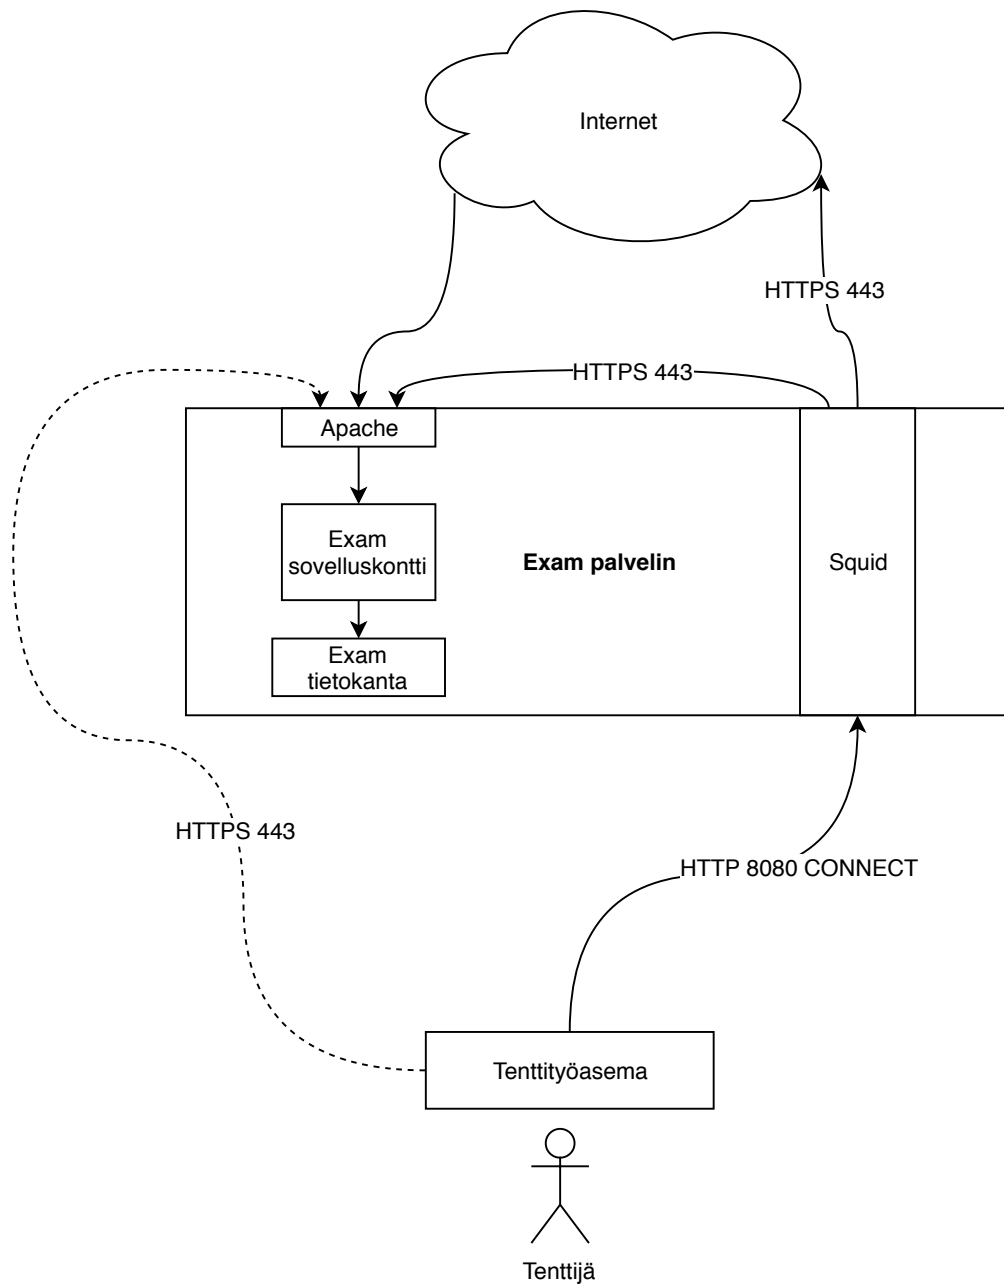 Internet
HTTPS 443
HTTPS 443
Apache
Exam
sovelluskontti
Exam palvelin
Squid
Exam
tietokanta
HTTPS 443
HTTP 8080 CONNECT
Tenttityöasema
Tenttijä